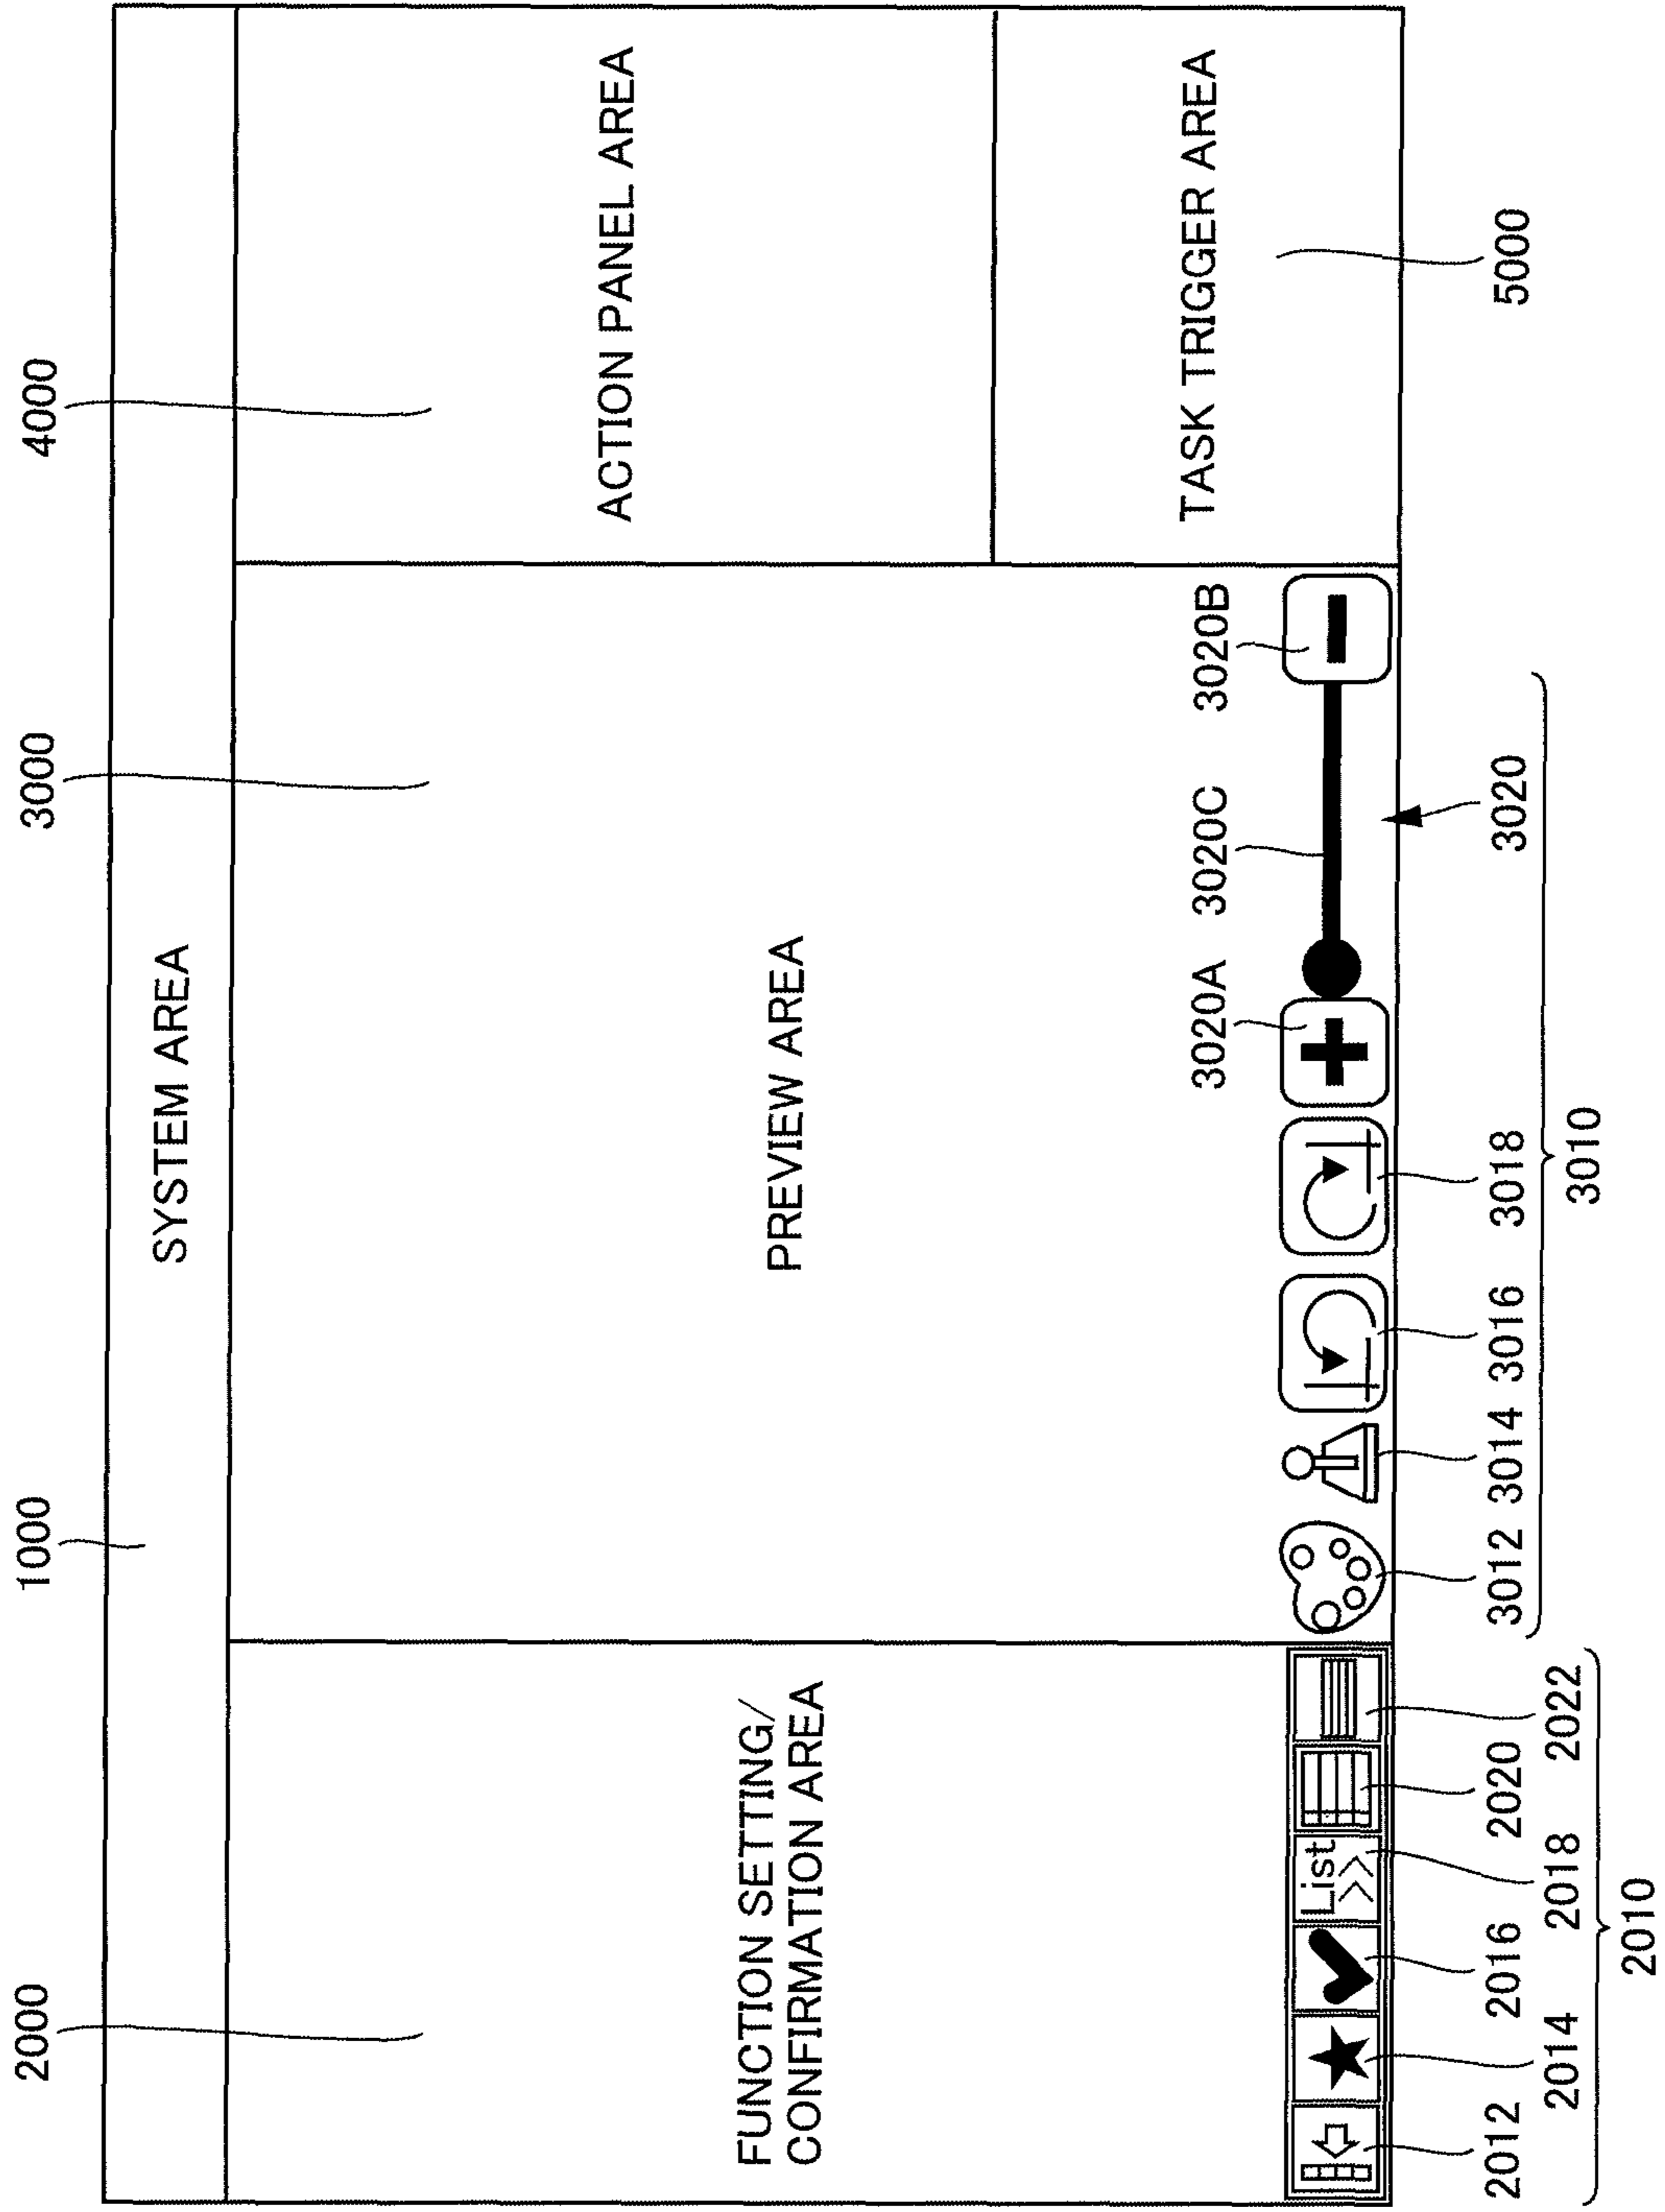 1000
SYSTEM AREA
2000
3000
4000
FUNCTION SETTING/
CONFIRMATION AREA
PREVIEW AREA
ACTION PANEL AREA
TASK TRIGGER AREA
3020A
3020C
3020B
List
2012
2014
2016
2018
2020
2022
2010
3012
3014
3016
3018
3020
3010
5000